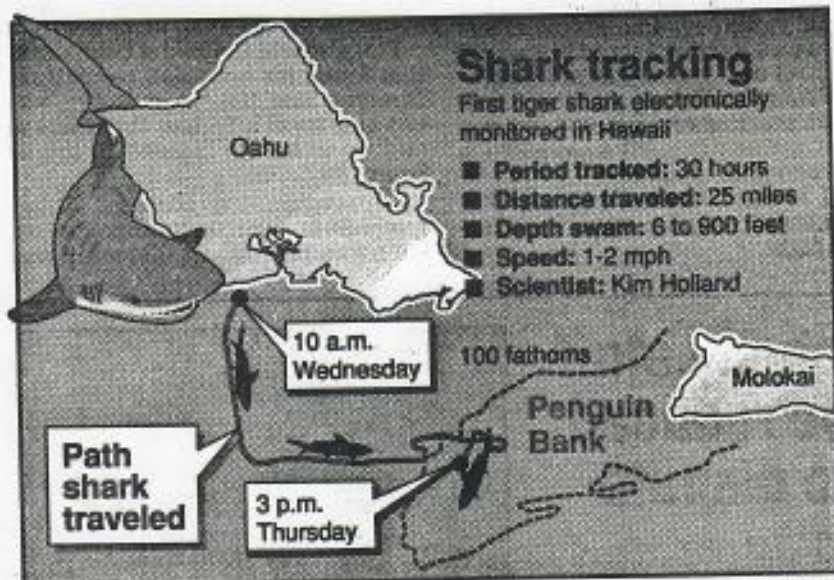 Shark tracking
First tiger shark electronically
monitored in Hawaii
■ Period tracked: 30 hours
■ Distance traveled: 25 miles
■ Depth swam: 6 to 900 feet
■ Speed: 1-2 mph
■ Scientist: Kim Holland
Oahu
10 a.m.
Wednesday
100 fathoms
Molokai
Penguin
Bank
Path
shark
traveled
3 p.m.
Thursday